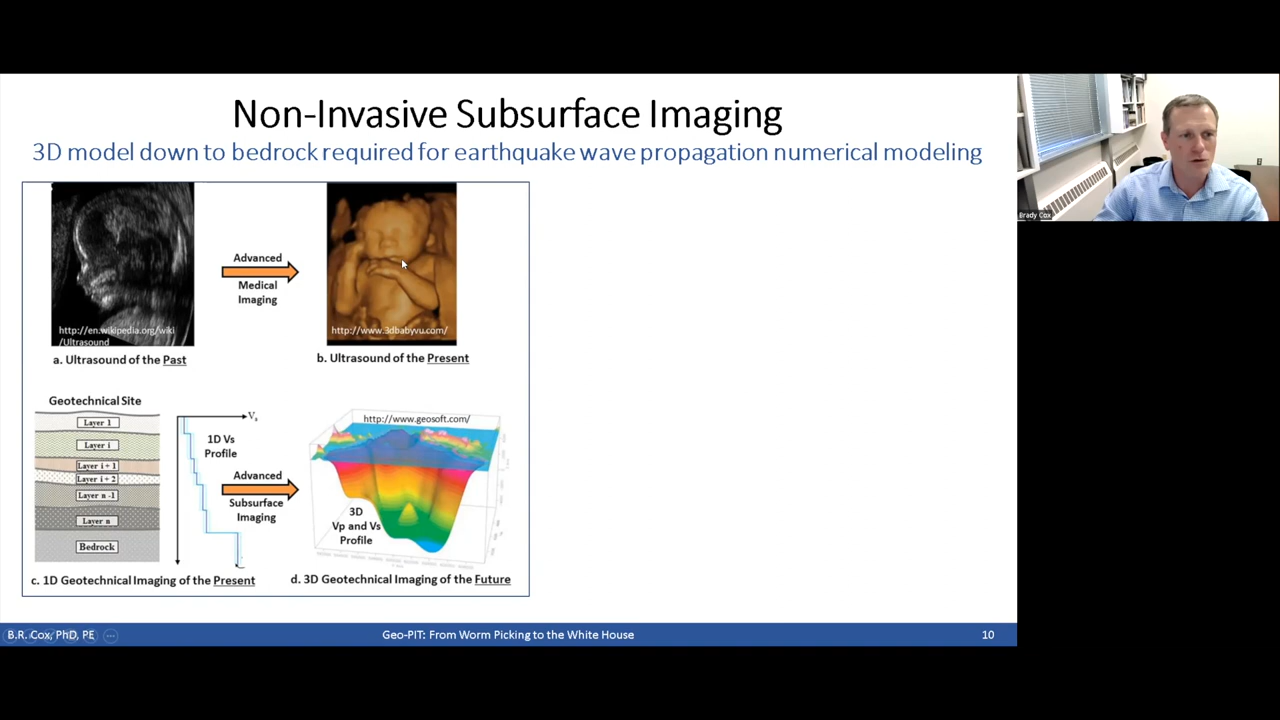 Non-Invasive Subsurface Imaging
3D model down to bedrock required for earthquake wave propagation numerical modeling
Brady Cox
http://en.wikipedia.org/wiki
/Ultrasound
a. Ultrasound of the Past
Advanced
Medical
Imaging
http://www.3dbabyvu.com/
b. Ultrasound of the Present
Geotechnical Site
Layer 1
Layer i
Layer i + 1
Layer i + 2
Layer n -1
Layer n
Bedrock
Vs
1D Vs
Profile
c. 1D Geotechnical Imaging of the Present
Advanced
Subsurface
Imaging
http://www.geosoft.com/
3D
Vp and Vs
Profile
d. 3D Geotechnical Imaging of the Future
B.R. Cox, PhD, PE
Geo-PIT: From Worm Picking to the White House
10